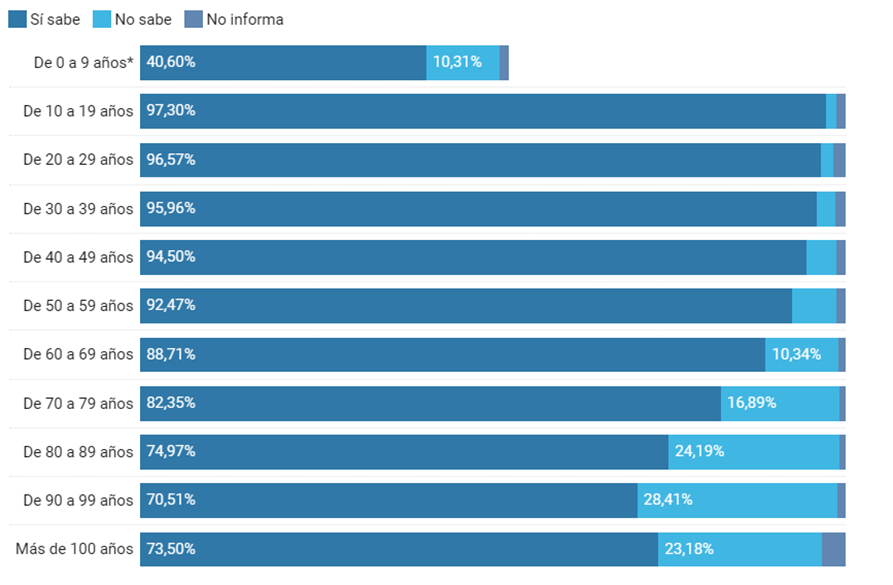 Sí sabe No sabe No informa
De 0 a 9 años* 40,60% 10,31%
De 10 a 19 años 97,30%
De 20 a 29 años 96,57%
De 30 a 39 años 95,96%
De 40 a 49 años 94,50%
De 50 a 59 años 92,47%
De 60 a 69 años 88,71% 10,34%
De 70 a 79 años 82,35% 16,89%
De 80 a 89 años 74,97% 24,19%
De 90 a 99 años 70,51% 28,41%
Más de 100 años 73,50% 23,18%